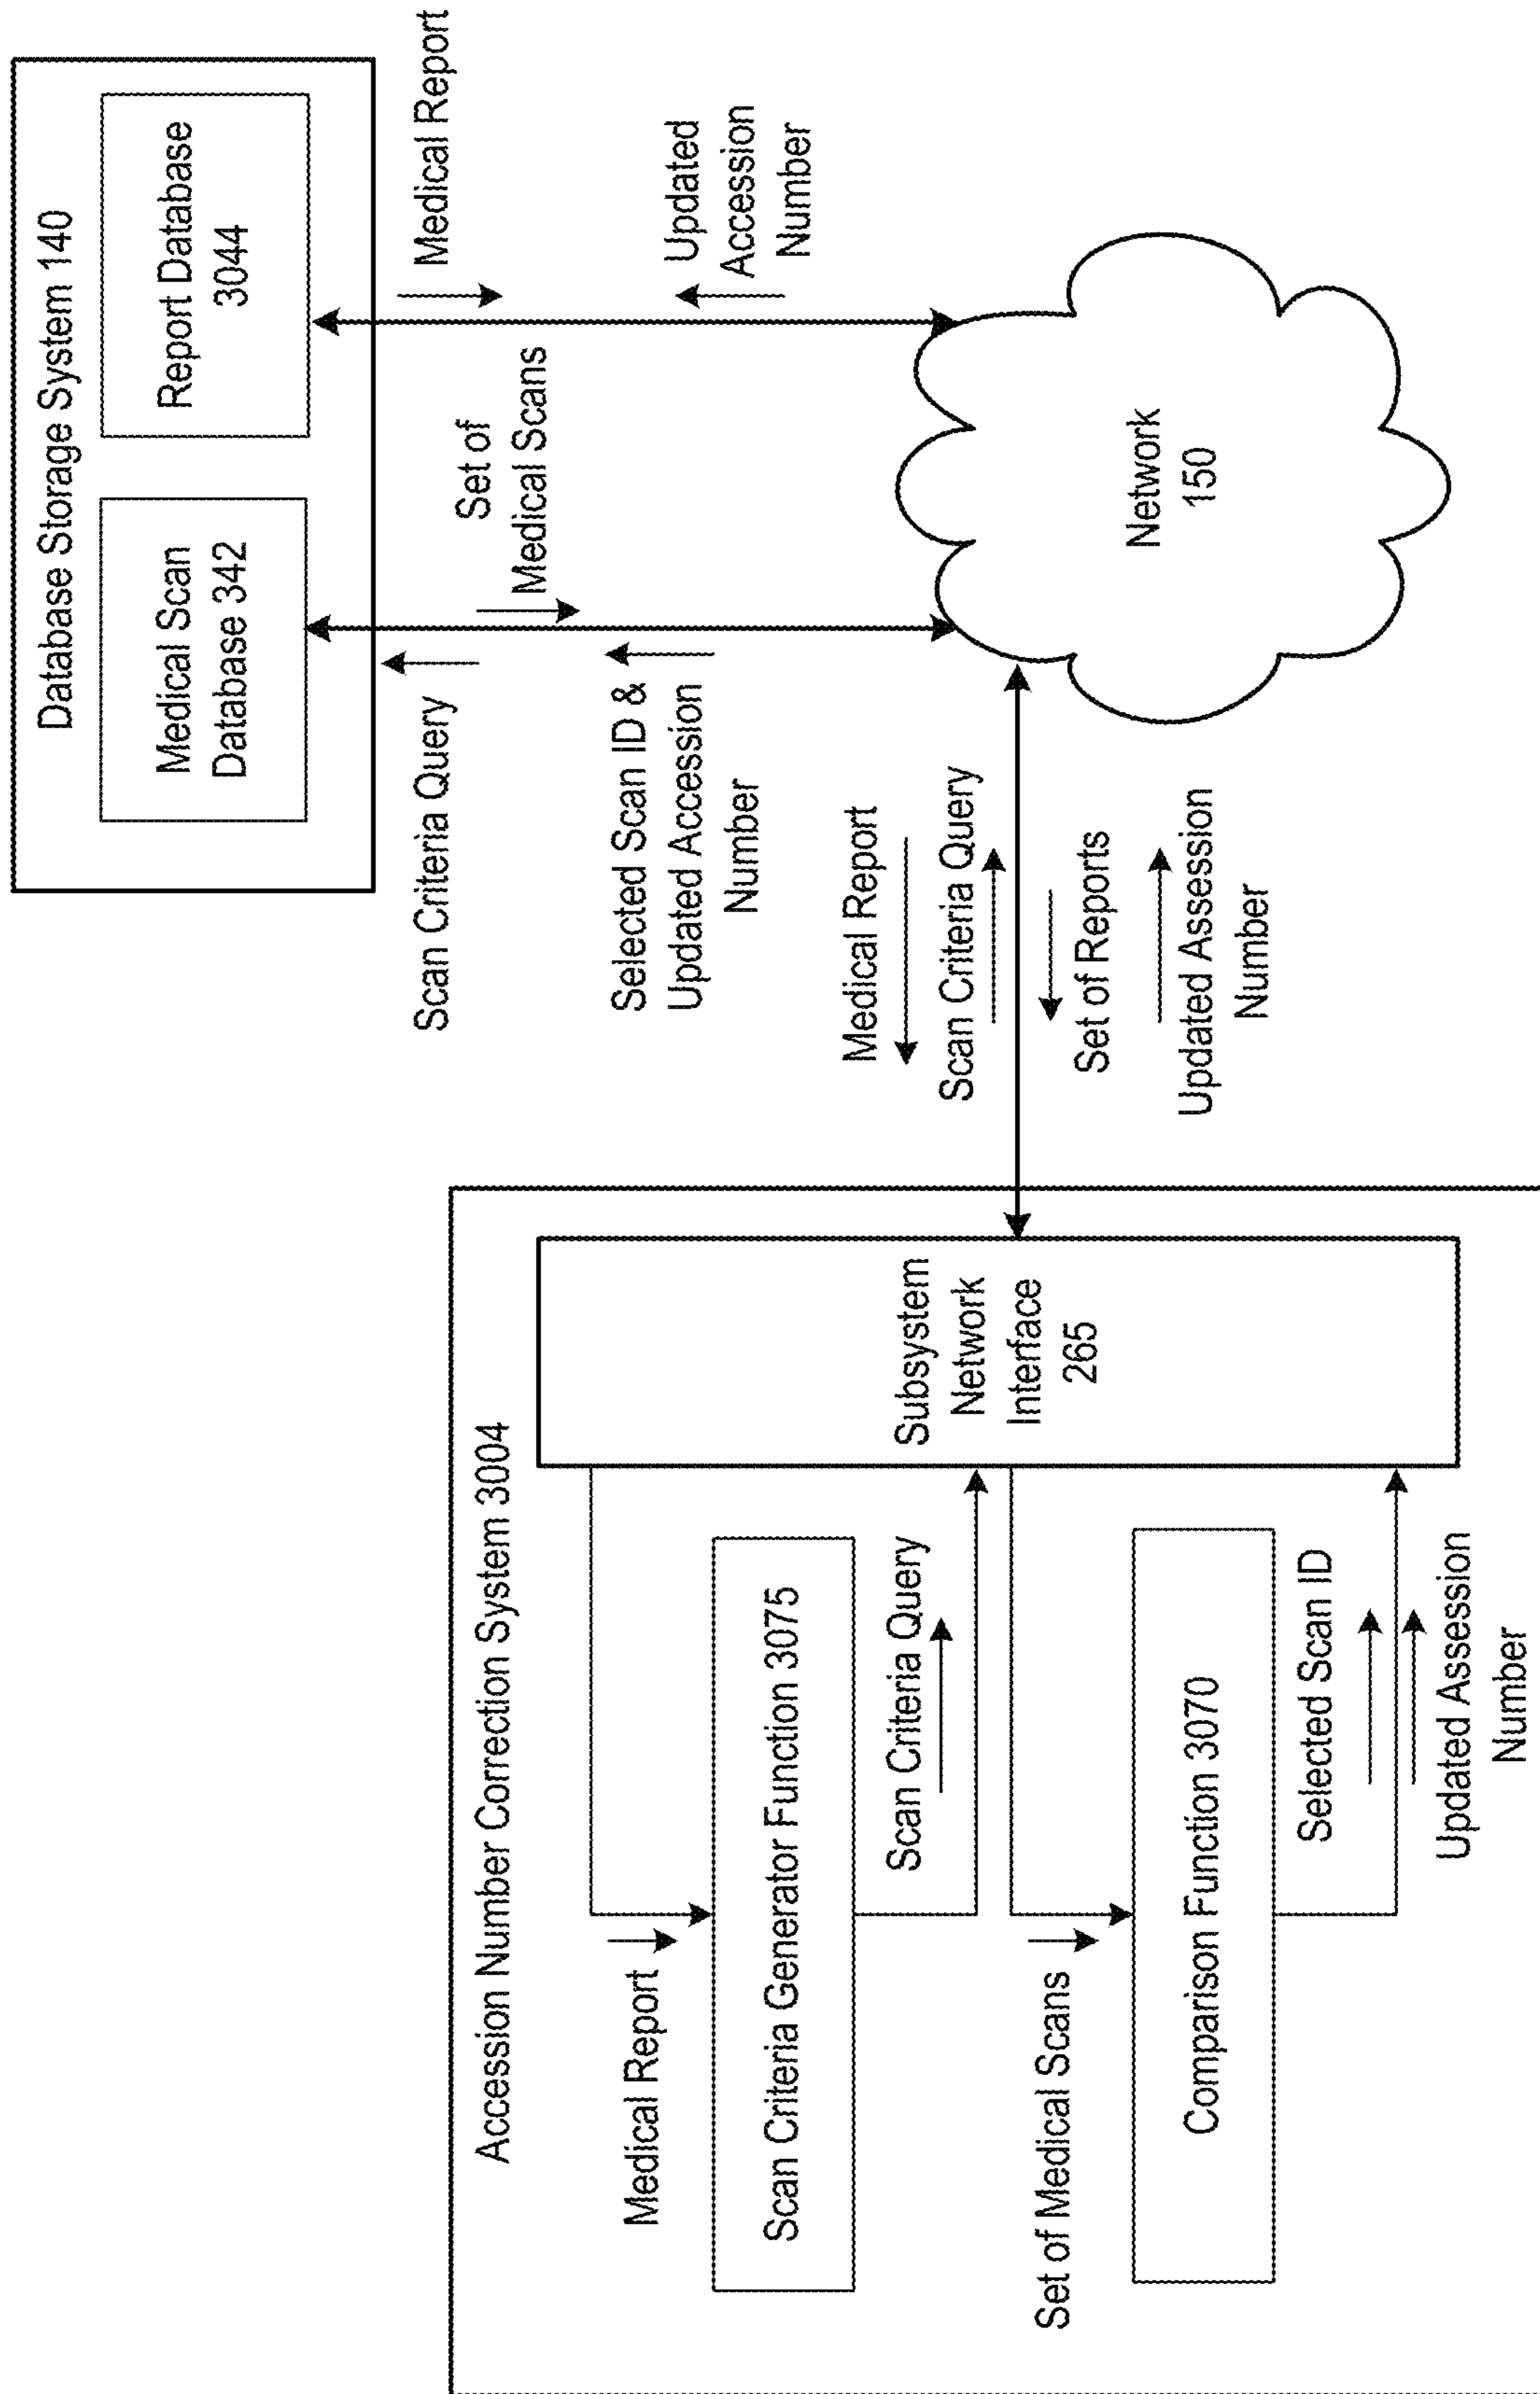 Accession Number Correction System 3004
Medical Report
Scan Criteria Generator Function 3075
Scan Criteria Query
Set of Medical Scans
Comparison Function 3070
Selected Scan ID
Updated Assession
Number
Subsystem
Network
Interface
265
Medical Report
Scan Criteria Query
Set of Reports
Updated Assession
Number
Database Storage System 140
Medical Scan
Database 342
Report Database
3044
Scan Criteria Query
Set of
Medical Scans
Medical Report
Selected Scan ID &
Updated Accession
Number
Updated
Accession
Number
Network
150